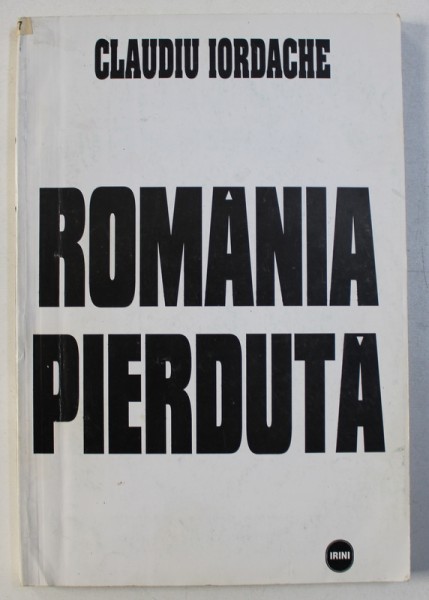 CLAUDIU IORDACHE
ROMÂNIA
PIERDUTĂ
IRINI